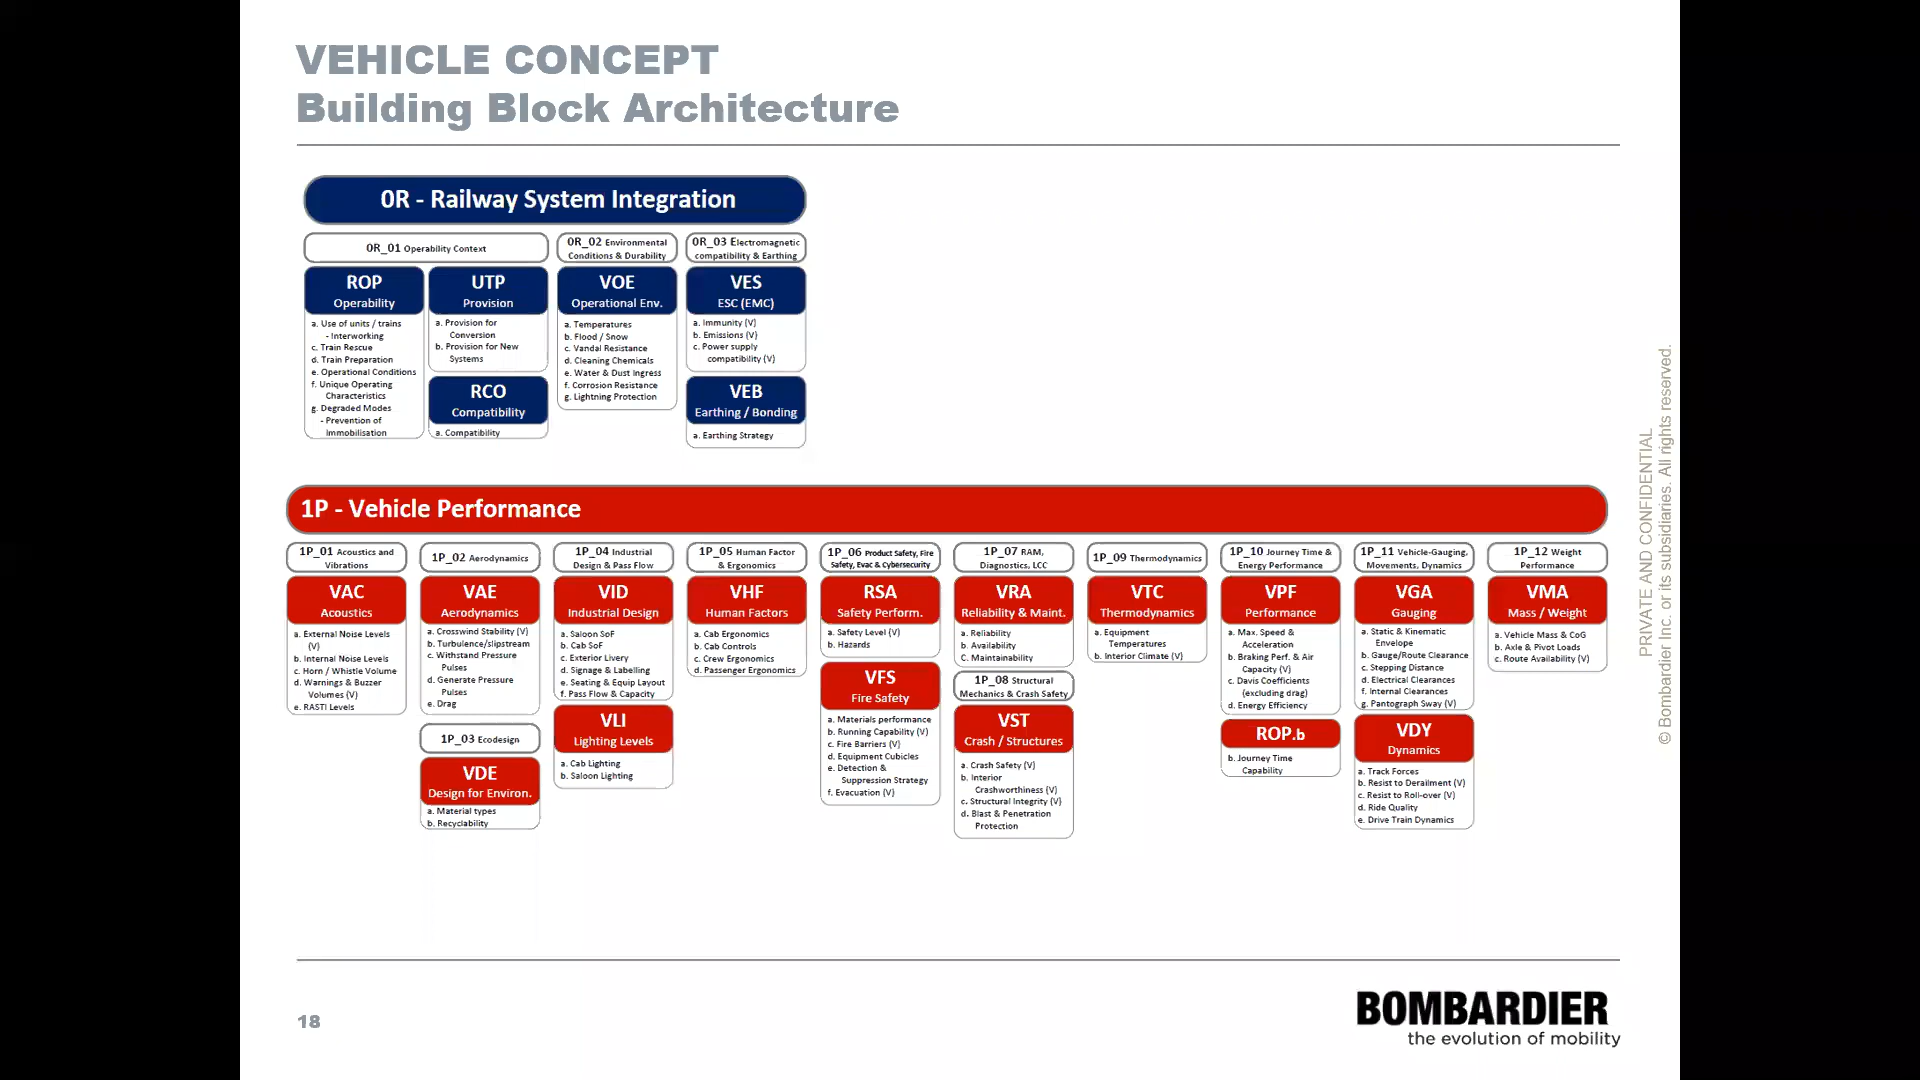 VEHICLE CONCEPT
Building Block Architecture
0R - Railway System Integration
0R_01 Operability Context
ROP
Operability
a. Use of units / trains
- Interworking
c. Train Rescue
d. Train Preparation
e. Operational Conditions
f. Unique Operating
Characteristics
g. Degraded Modes
- Prevention of
Immobilisation
UTP
Provision
a. Provision for
Conversion
b. Provision for New
Systems
RCO
Compatibility
a. Compatibility
0R_02 Environmental
Conditions & Durability
VOE
Operational Env.
a. Temperatures
b. Flood / Snow
c. Vandal Resistance
d. Cleaning Chemicals
e. Water & Dust Ingress
f. Corrosion Resistance
g. Lightning Protection
0R_03 Electromagnetic
compatibility & Earthing
VES
ESC (EMC)
a. Immunity (V)
b. Emissions (V)
c. Power supply
compatibility (V)
VEB
Earthing / Bonding
a. Earthing Strategy
1P - Vehicle Performance
1P_01 Acoustics and
Vibrations
VAC
Acoustics
a. External Noise Levels
(V)
b. Internal Noise Levels
c. Horn / Whistle Volume
d. Warnings & Buzzer
Volumes (V)
e. RASTI Levels
1P_02 Aerodynamics
VAE
Aerodynamics
a. Crosswind Stability (V)
b. Turbulence/slipstream
c. Withstand Pressure
Pulses
d. Generate Pressure
Pulses
e. Drag
1P_03 Ecodesign
VDE
Design for Environ.
a. Material types
b. Recyclability
1P_04 Industrial
Design & Pass Flow
VID
Industrial Design
a. Saloon SoF
b. Cab SoF
c. Exterior Livery
d. Signage & Labelling
e. Seating & Equip Layout
f. Pass Flow & Capacity
VLI
Lighting Levels
a. Cab Lighting
b. Saloon Lighting
1P_05 Human Factor
& Ergonomics
VHF
Human Factors
a. Cab Ergonomics
b. Cab Controls
c. Crew Ergonomics
d. Passenger Ergonomics
1P_06 Product Safety, Fire
Safety, Evac & Cybersecurity
RSA
Safety Perform.
a. Safety Level (V)
b. Hazards
VFS
Fire Safety
a. Materials performance
b. Running Capability (V)
c. Fire Barriers (V)
d. Equipment Cubicles
e. Detection &
Suppression Strategy
f. Evacuation (V)
1P_07 RAM,
Diagnostics, LCC
VRA
Reliability & Maint.
a. Reliability
b. Availability
C. Maintainability
1P_08 Structural
Mechanics & Crash Safety
VST
Crash / Structures
a. Crash Safety (V)
b. Interior
Crashworthiness (V)
c. Structural Integrity (V)
d. Blast & Penetration
Protection
1P_09 Thermodynamics
VTC
Thermodynamics
a. Equipment
Temperatures
b. Interior Climate (V)
1P_10 Journey Time &
Energy Performance
VPF
Performance
a. Max. Speed &
Acceleration
b. Braking Perf. & Air
Capacity (V)
c. Davis Coefficients
(excluding drag)
d. Energy Efficiency
ROP.b
b. Journey Time
Capability
1P_11 Vehicle-Gauging,
Movements, Dynamics
VGA
Gauging
a. Static & Kinematic
Envelope
b. Gauge/Route Clearance
c. Stepping Distance
d. Electrical Clearances
f. Internal Clearances
g. Pantograph Sway (V)
VDY
Dynamics
a. Track Forces
b. Resist to Derailment (V)
c. Resist to Roll-over (V)
d. Ride Quality
e. Drive Train Dynamics
1P_12 Weight
Performance
VMA
Mass / Weight
a. Vehicle Mass & CoG
b. Axle & Pivot Loads
c. Route Availability (V)
PRIVATE AND CONFIDENTIAL
© Bombardier Inc. or its subsidiaries. All rights reserved.
18
BOMBARDIER
the evolution of mobility